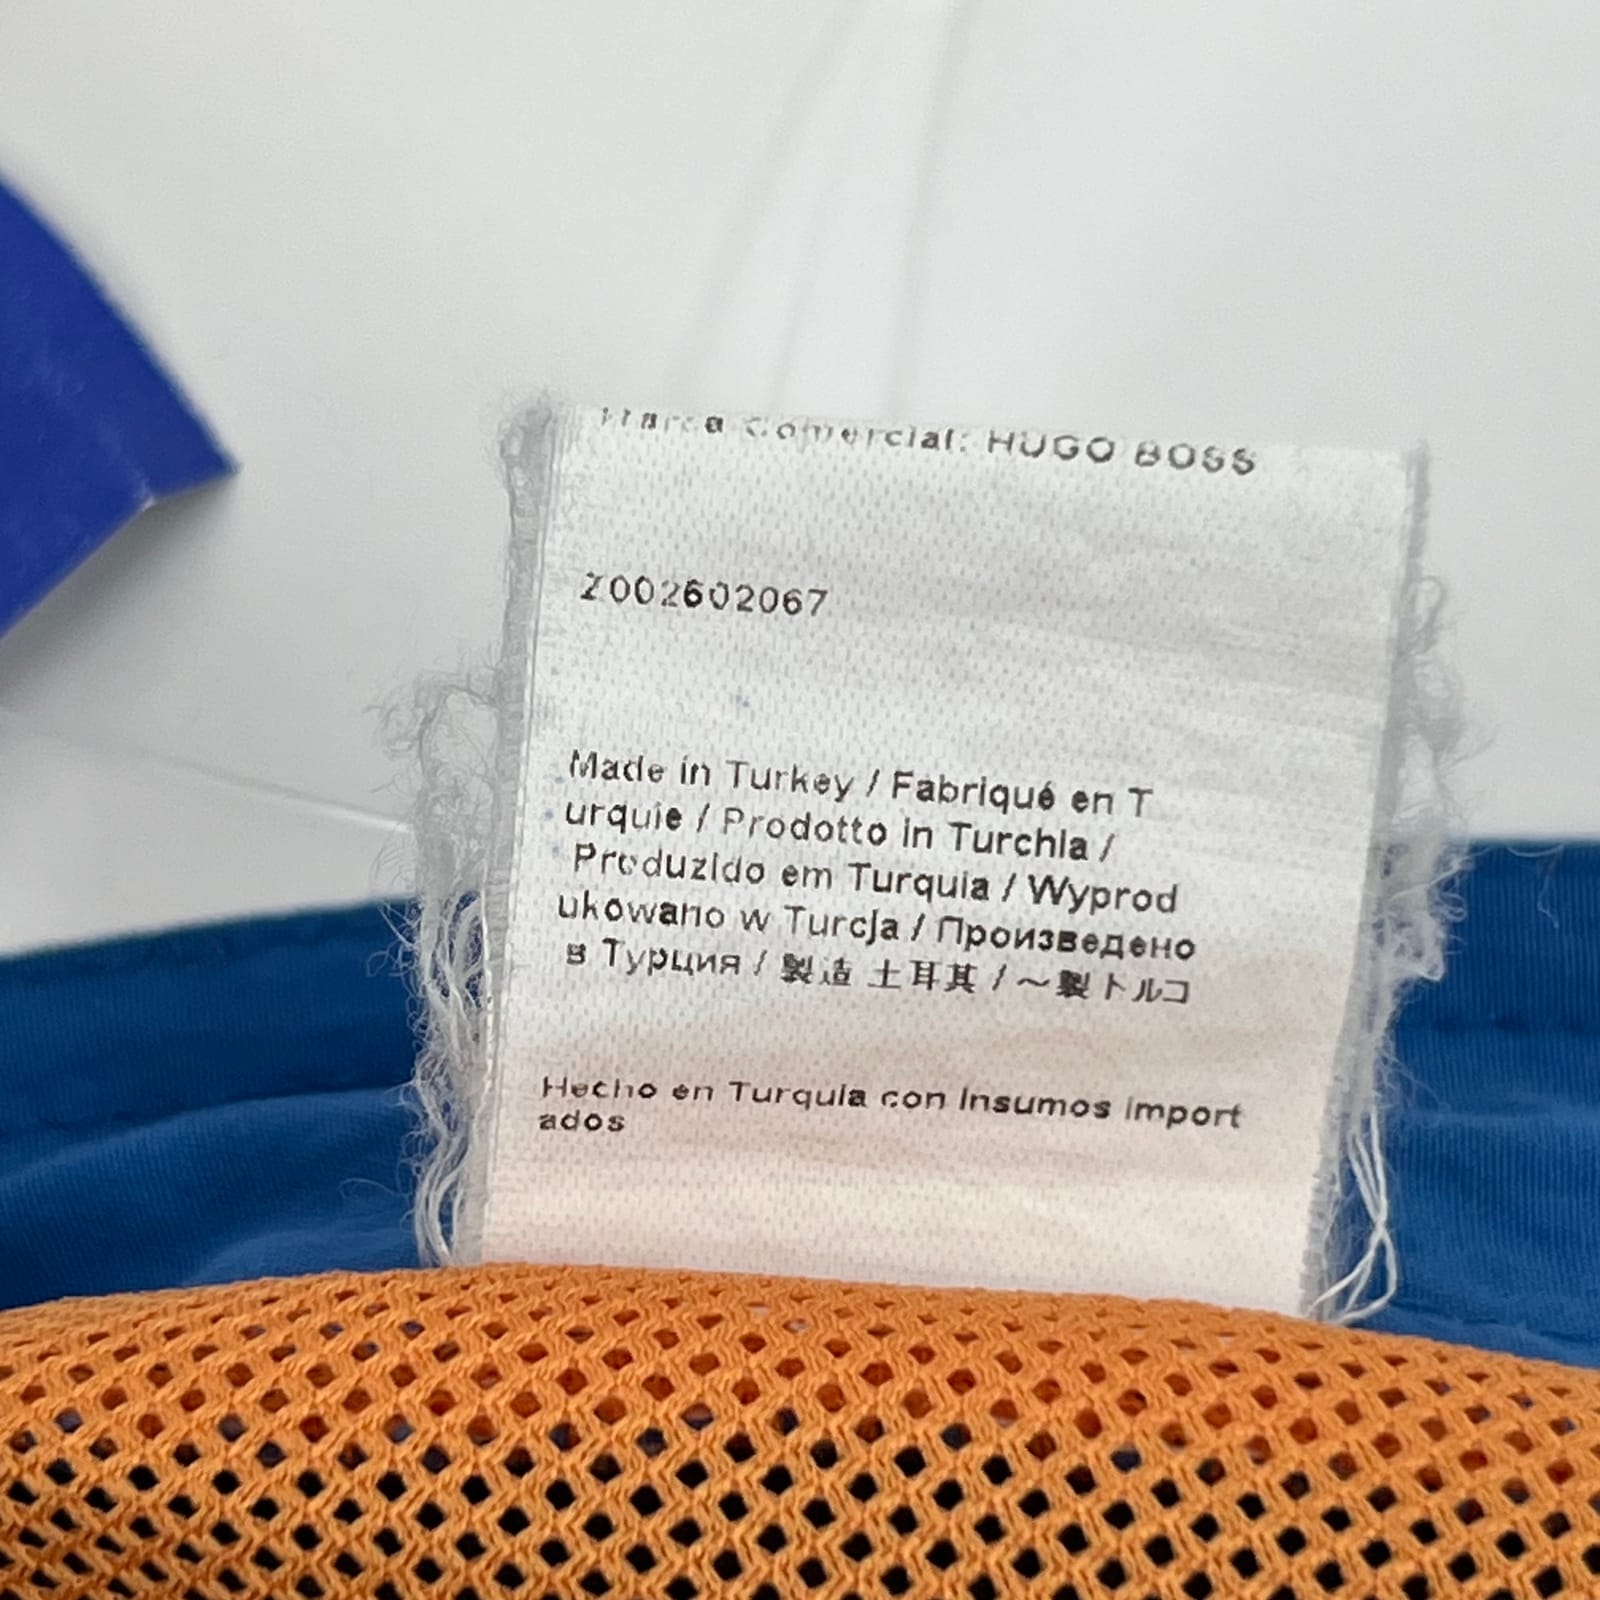 Marca Comercial: HUGO BOSS
Z002602067
Made in Turkey / Fabriqué en T
urquie / Prodotto in Turchia /
Produzido em Turquia / Wyprod
ukowano w Turcja / Произведено
в Турция / 製造 土耳其 / ～製トルコ
Hecho en Turquia con insumos import
ados